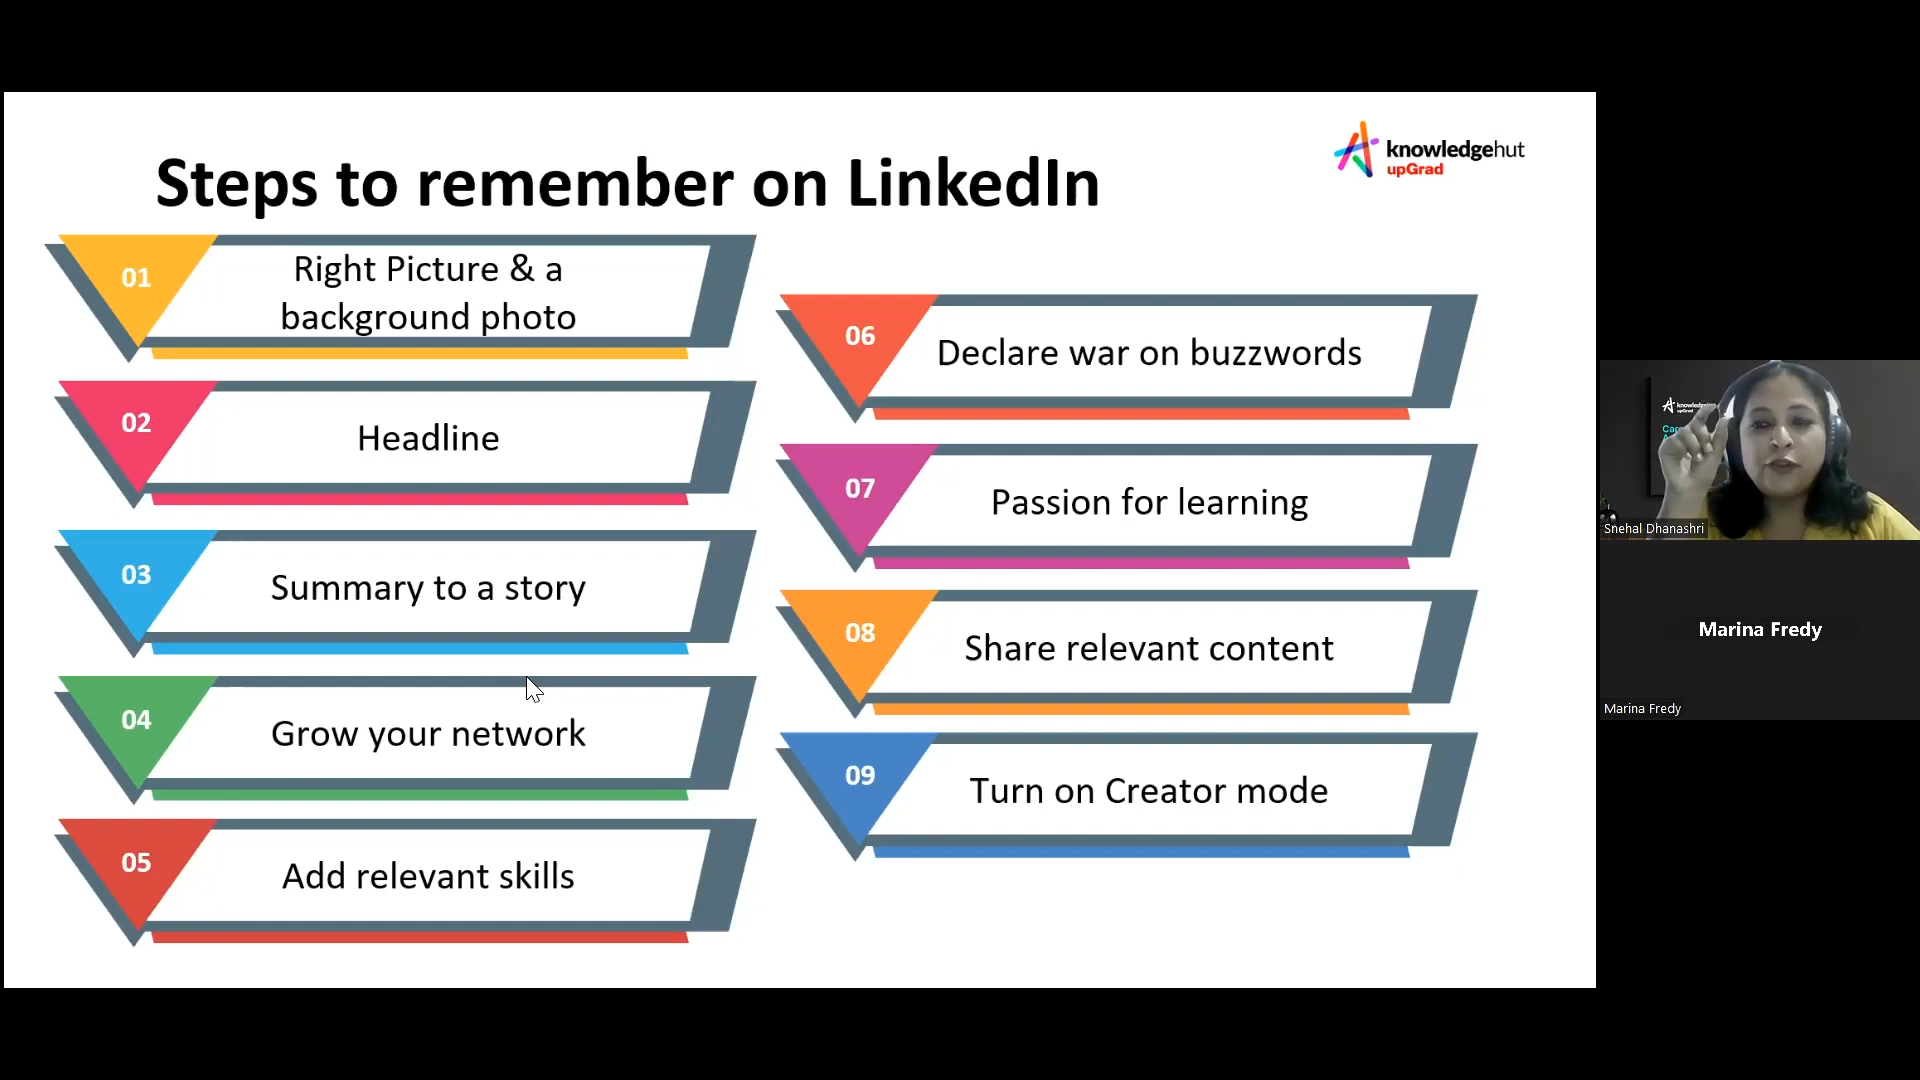 Steps to remember on LinkedIn
knowledgehut
upGrad
01
Right Picture & a
background photo
02
Headline
03
Summary to a story
04
Grow your network
05
Add relevant skills
06
Declare war on buzzwords
07
Passion for learning
08
Share relevant content
09
Turn on Creator mode
upGrad
Snehal Dhanashri
Marina Fredy
Marina Fredy